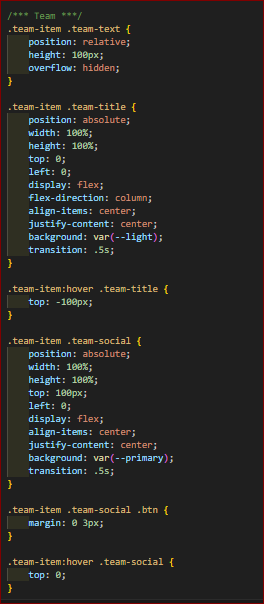 /*** Team ***/
.team-item .team-text {
    position: relative;
    height: 100px;
    overflow: hidden;
}

.team-item .team-title {
    position: absolute;
    width: 100%;
    height: 100%;
    top: 0;
    left: 0;
    display: flex;
    flex-direction: column;
    align-items: center;
    justify-content: center;
    background: var(--light);
    transition: .5s;
}

.team-item:hover .team-title {
    top: -100px;
}

.team-item .team-social {
    position: absolute;
    width: 100%;
    height: 100%;
    top: 100px;
    left: 0;
    display: flex;
    align-items: center;
    justify-content: center;
    background: var(--primary);
    transition: .5s;
}

.team-item .team-social .btn {
    margin: 0 3px;
}

.team-item:hover .team-social {
    top: 0;
}